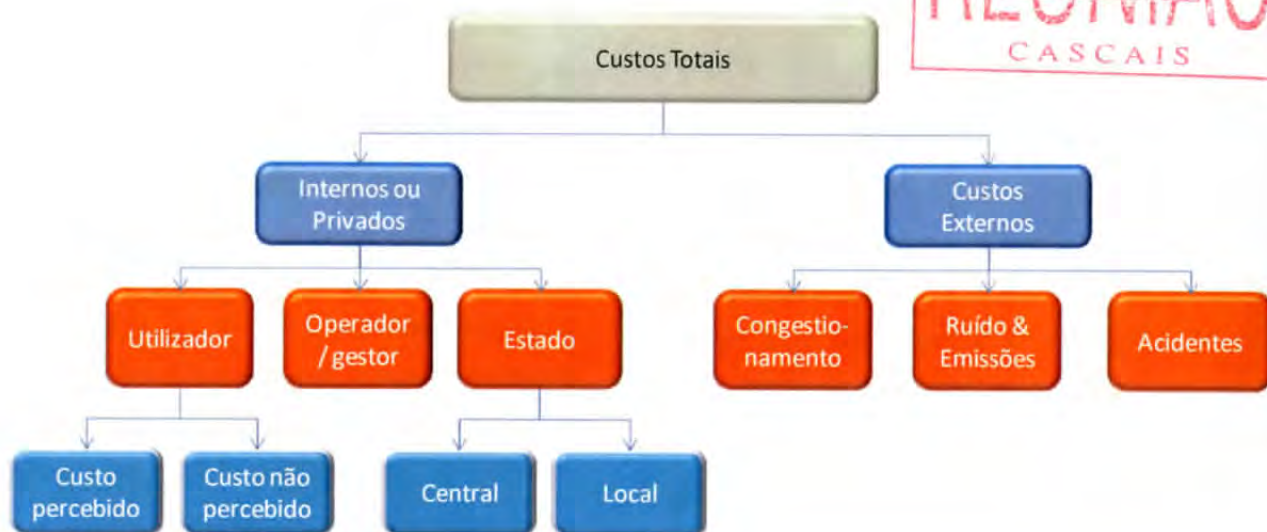 REUNIÃO
CASCAIS
Custos Totais
Internos ou
Privados
Custos
Externos
Utilizador
Operador
/ gestor
Estado
Congestio-
namento
Ruído &
Emissões
Acidentes
Custo
percebido
Custo não
percebido
Central
Local